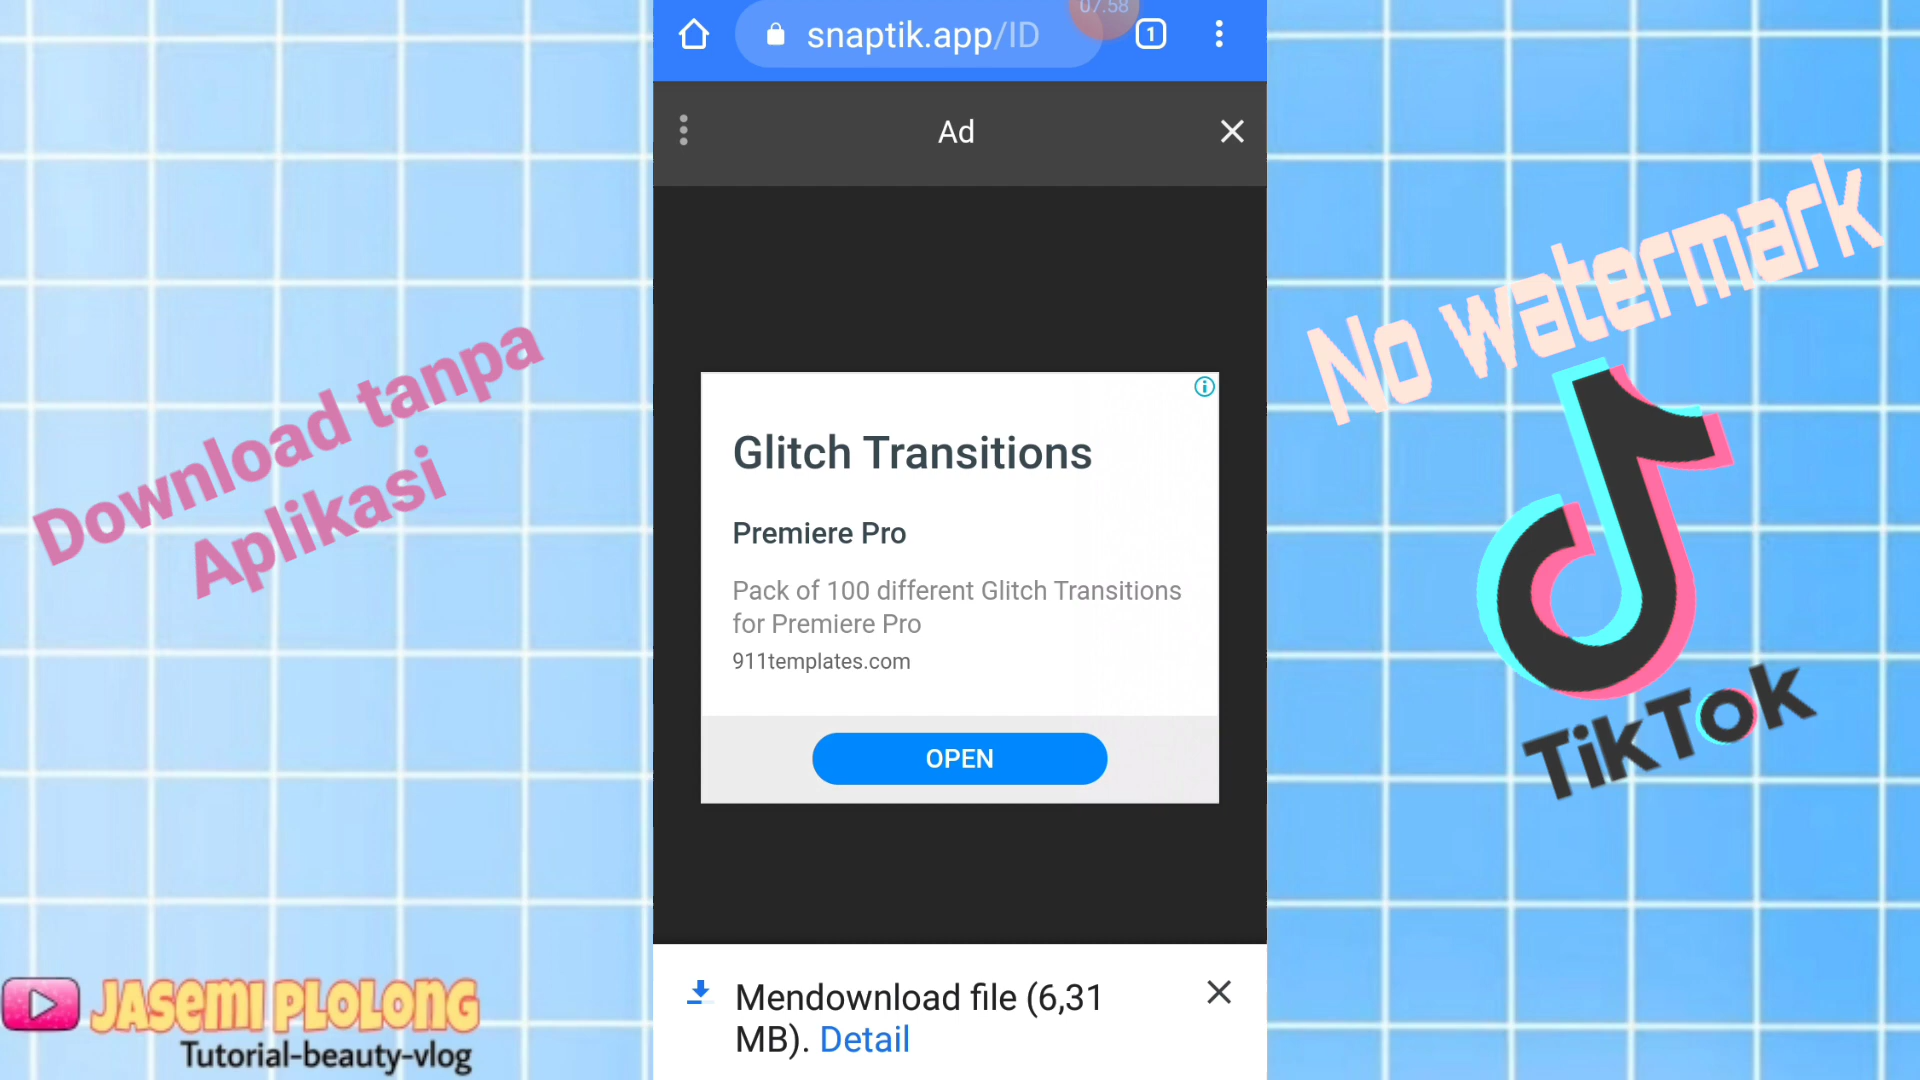 07.58
snaptik.app/ID
1
Ad
Glitch Transitions
Premiere Pro
Pack of 100 different Glitch Transitions
for Premiere Pro
911templates.com
OPEN
Mendownload file (6,31
MB). Detail
Download tanpa
Aplikasi
No watermark
TikTok
JASEMI PLOLONG
Tutorial-beauty-vlog